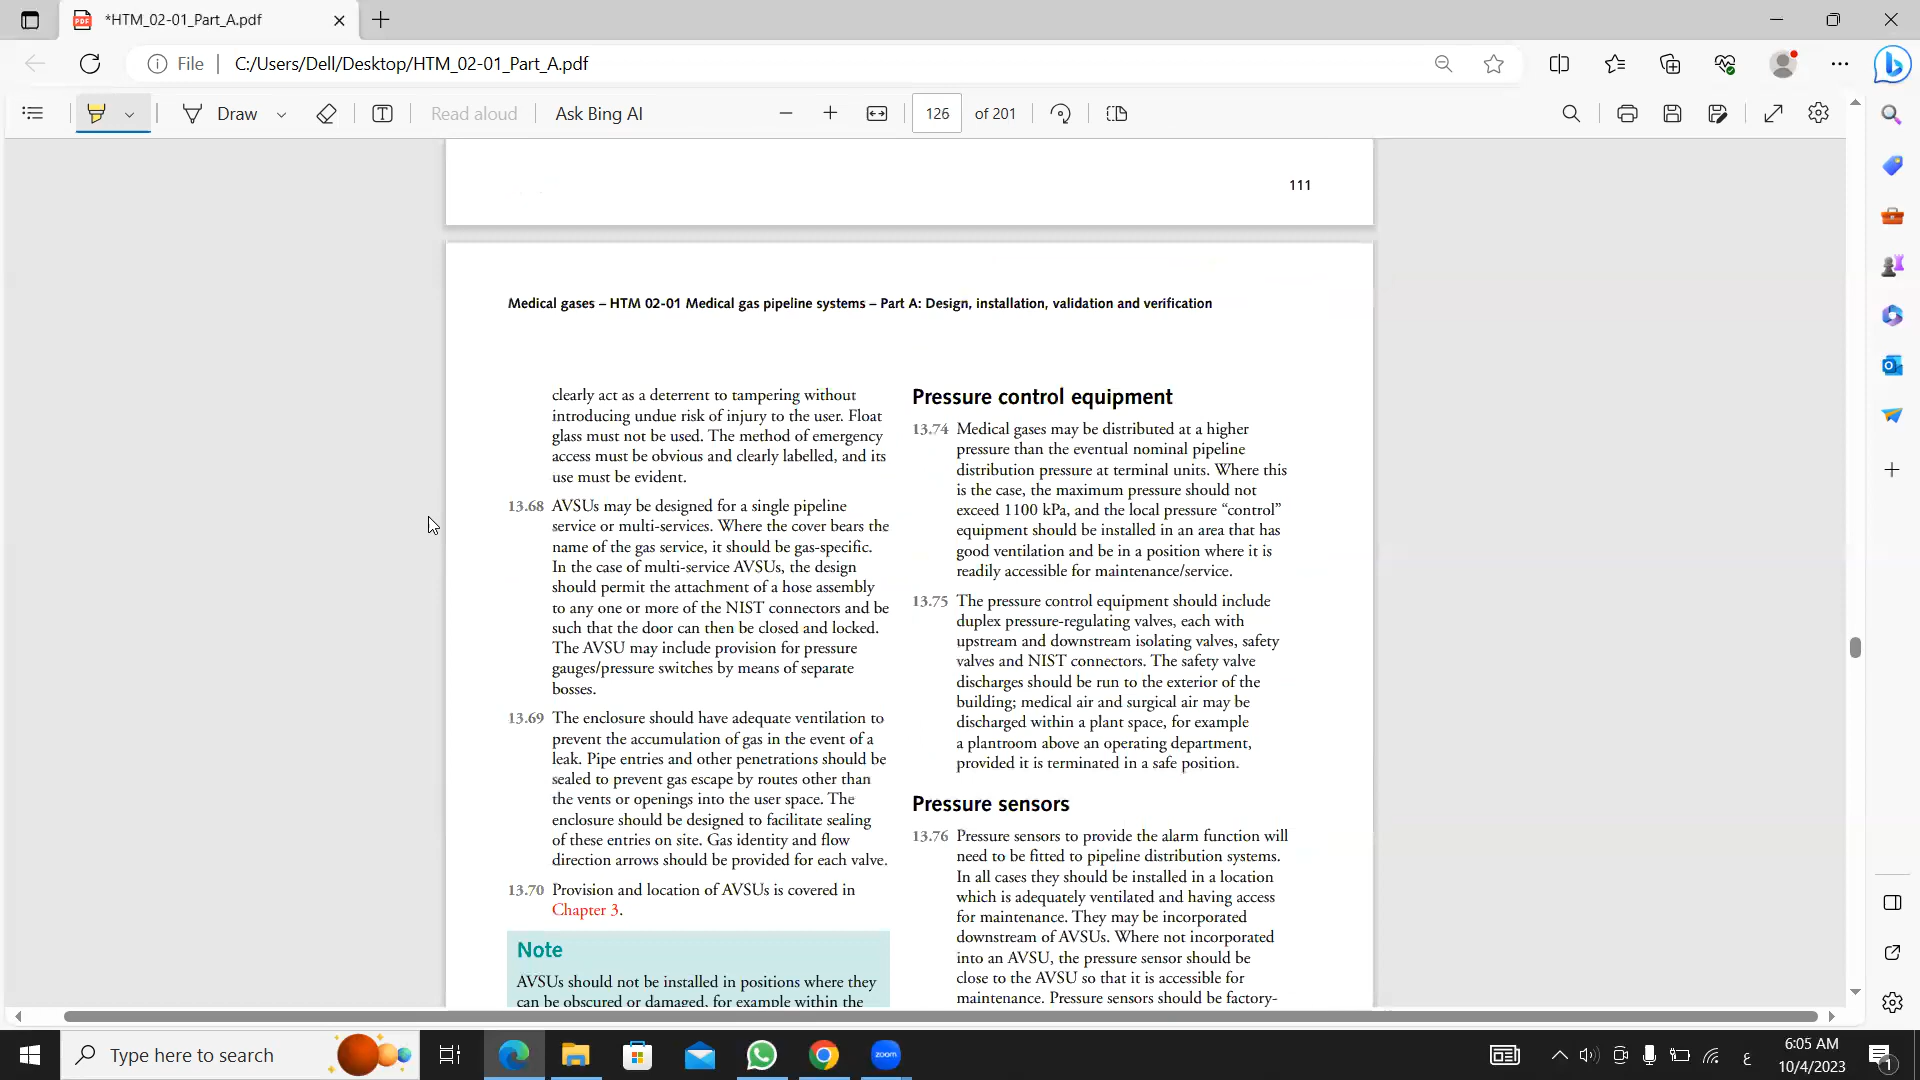 *HTM_02-01_Part_A.pdf
File
C:/Users/Dell/Desktop/HTM_02-01_Part_A.pdf
Draw
Read aloud
Ask Bing AI
126
of 201
111
Medical gases – HTM 02-01 Medical gas pipeline systems – Part A: Design, installation, validation and verification
clearly act as a deterrent to tampering without
introducing undue risk of injury to the user. Float
glass must not be used. The method of emergency
access must be obvious and clearly labelled, and its
use must be evident.
13.68 AVSUs may be designed for a single pipeline
service or multi-services. Where the cover bears the
name of the gas service, it should be gas-specific.
In the case of multi-service AVSUs, the design
should permit the attachment of a hose assembly
to any one or more of the NIST connectors and be
such that the door can then be closed and locked.
The AVSU may include provision for pressure
gauges/pressure switches by means of separate
bosses.
13.69 The enclosure should have adequate ventilation to
prevent the accumulation of gas in the event of a
leak. Pipe entries and other penetrations should be
sealed to prevent gas escape by routes other than
the vents or openings into the user space. The
enclosure should be designed to facilitate sealing
of these entries on site. Gas identity and flow
direction arrows should be provided for each valve.
13.70 Provision and location of AVSUs is covered in
Chapter 3.
Note
AVSUs should not be installed in positions where they
can be obscured or damaged, for example within the
Pressure control equipment
13.74 Medical gases may be distributed at a higher
pressure than the eventual nominal pipeline
distribution pressure at terminal units. Where this
is the case, the maximum pressure should not
exceed 1100 kPa, and the local pressure “control”
equipment should be installed in an area that has
good ventilation and be in a position where it is
readily accessible for maintenance/service.
13.75 The pressure control equipment should include
duplex pressure-regulating valves, each with
upstream and downstream isolating valves, safety
valves and NIST connectors. The safety valve
discharges should be run to the exterior of the
building; medical air and surgical air may be
discharged within a plant space, for example
a plantroom above an operating department,
provided it is terminated in a safe position.
Pressure sensors
13.76 Pressure sensors to provide the alarm function will
need to be fitted to pipeline distribution systems.
In all cases they should be installed in a location
which is adequately ventilated and having access
for maintenance. They may be incorporated
downstream of AVSUs. Where not incorporated
into an AVSU, the pressure sensor should be
close to the AVSU so that it is accessible for
maintenance. Pressure sensors should be factory-
Type here to search
zoom
ع
6:05 AM
10/4/2023
1